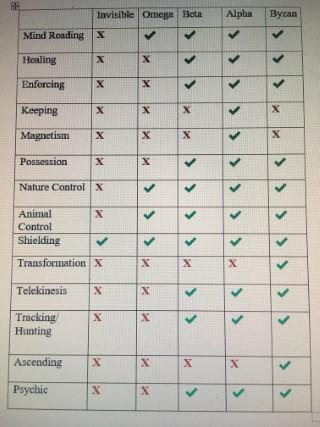 Invisible Omega Beta Alpha Byzan
Mind Reading X ✓ ✓ ✓ ✓
Healing X X ✓ ✓ ✓
Enforcing X X ✓ ✓ ✓
Keeping X X X ✓ X
Magnetism X X X ✓ X
Possession X X ✓ ✓ ✓
Nature Control X ✓ ✓ ✓ ✓
Animal X ✓ ✓ ✓ ✓
Control
Shielding ✓ ✓ ✓ ✓ ✓
Transformation X X X X ✓
Telekinesis X X ✓ ✓ ✓
Tracking/ X X ✓ ✓ ✓
Hunting
Ascending X X X X ✓
Psychic X X ✓ ✓ ✓